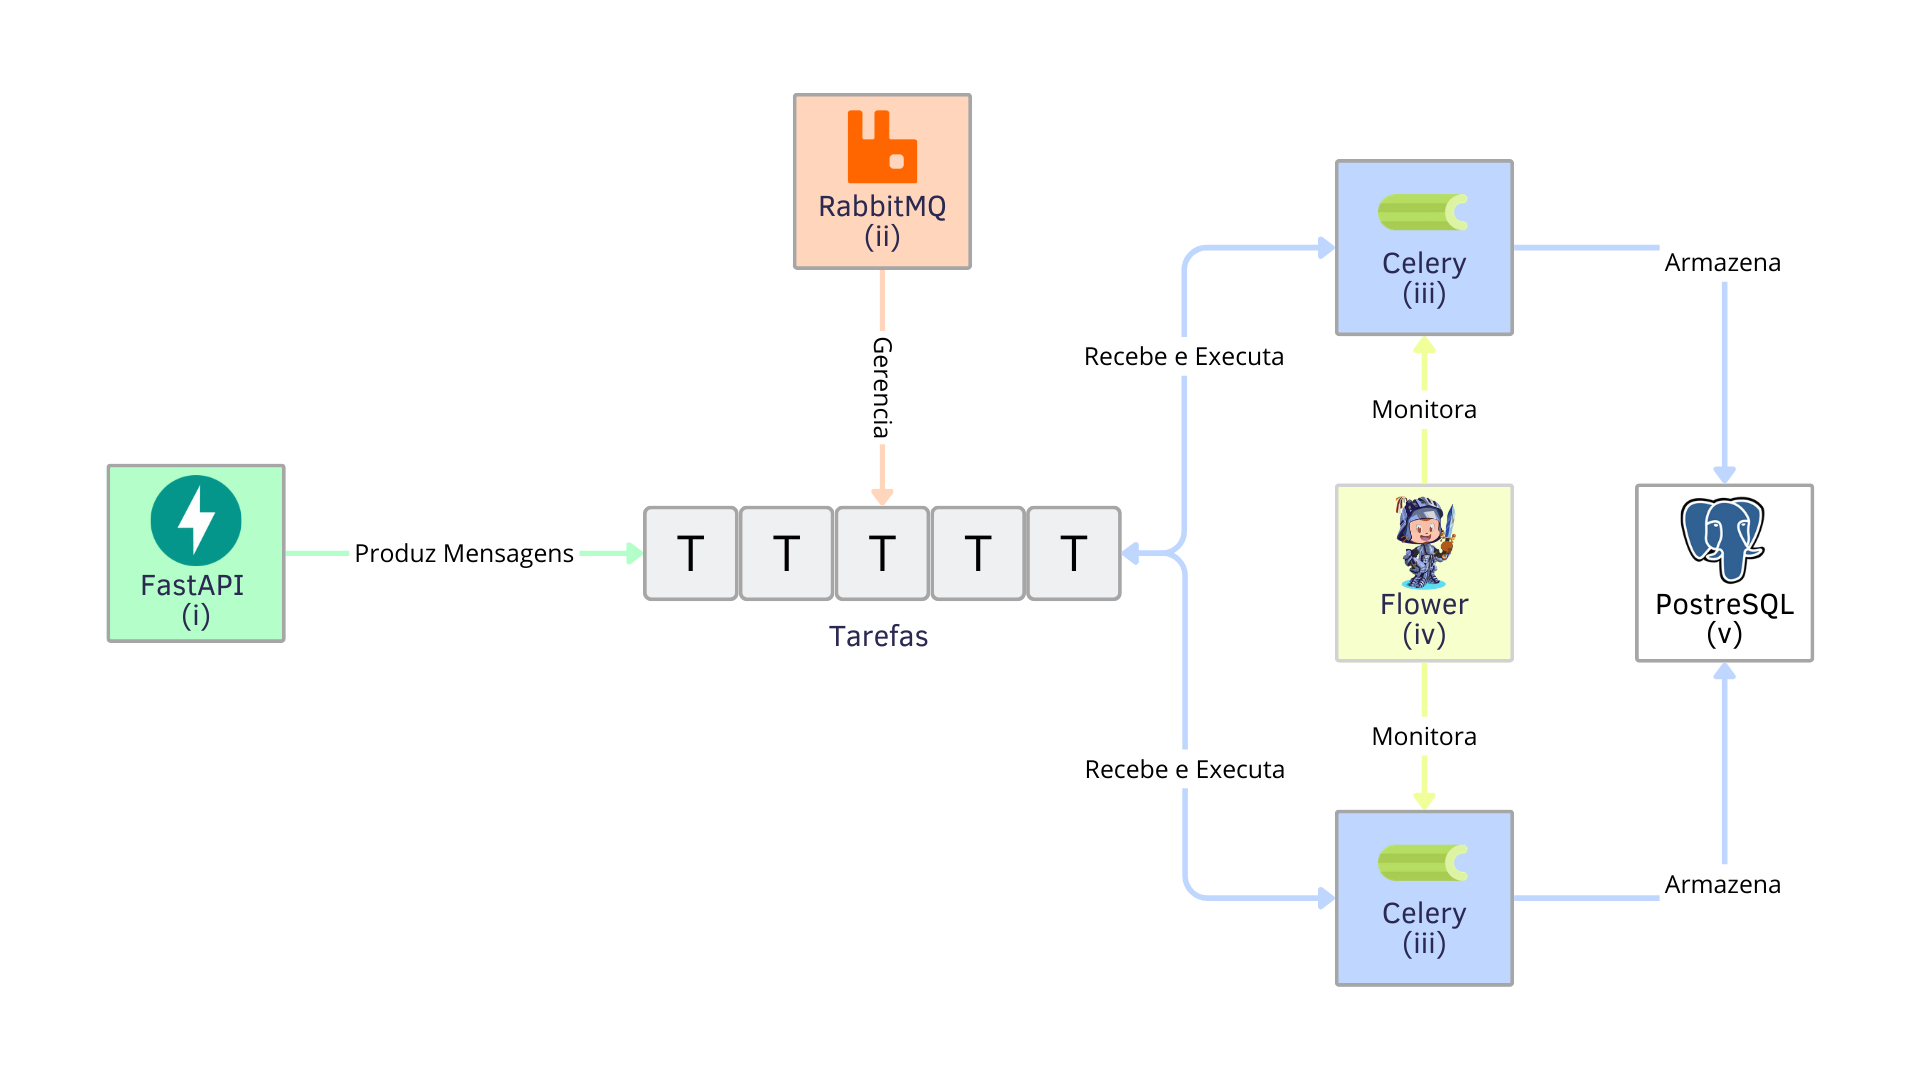 RabbitMQ
(ii)
Gerencia
FastAPI
(i)
Produz Mensagens
T T T T T
Tarefas
Recebe e Executa
Recebe e Executa
Celery
(iii)
Monitora
Flower
(iv)
Monitora
Celery
(iii)
Armazena
PostreSQL
(v)
Armazena